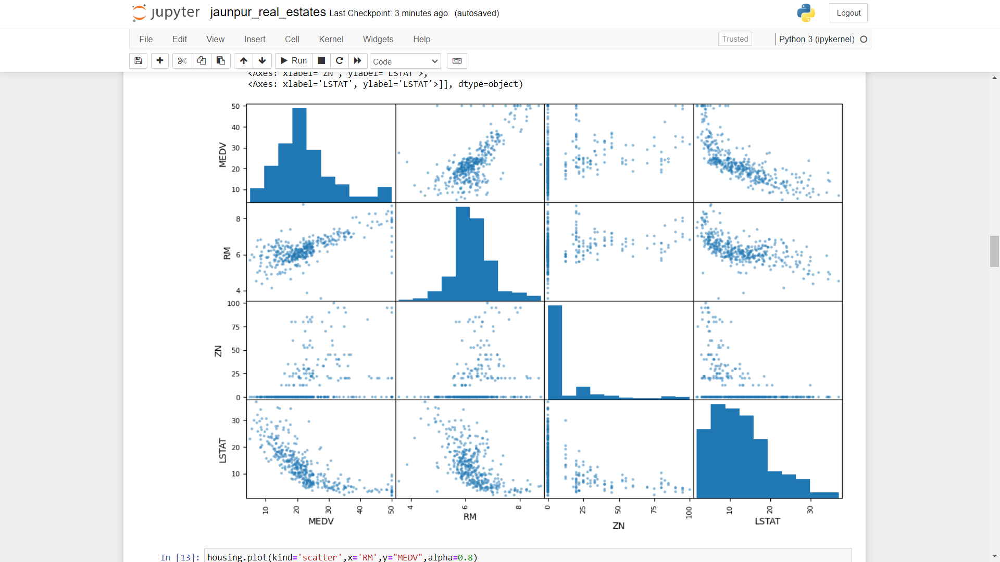 jupyter jaunpur_real_estates Last Checkpoint: 3 minutes ago (autosaved)
Logout
File Edit View Insert Cell Kernel Widgets Help
Trusted
Python 3 (ipykernel)
Run
Code
<Axes: xlabel='ZN', ylabel='LSTAT'>,
<Axes: xlabel='LSTAT', ylabel='LSTAT'>]], dtype=object)
50
40
30
20
10
MEDV
8
6
4
RM
100
75
50
25
0
ZN
30
20
10
LSTAT
10 20 30 40 50
MEDV
4 6 8
RM
0 25 50 75 100
ZN
10 20 30
LSTAT
In [13]: housing.plot(kind='scatter',x='RM',y="MEDV",alpha=0.8)